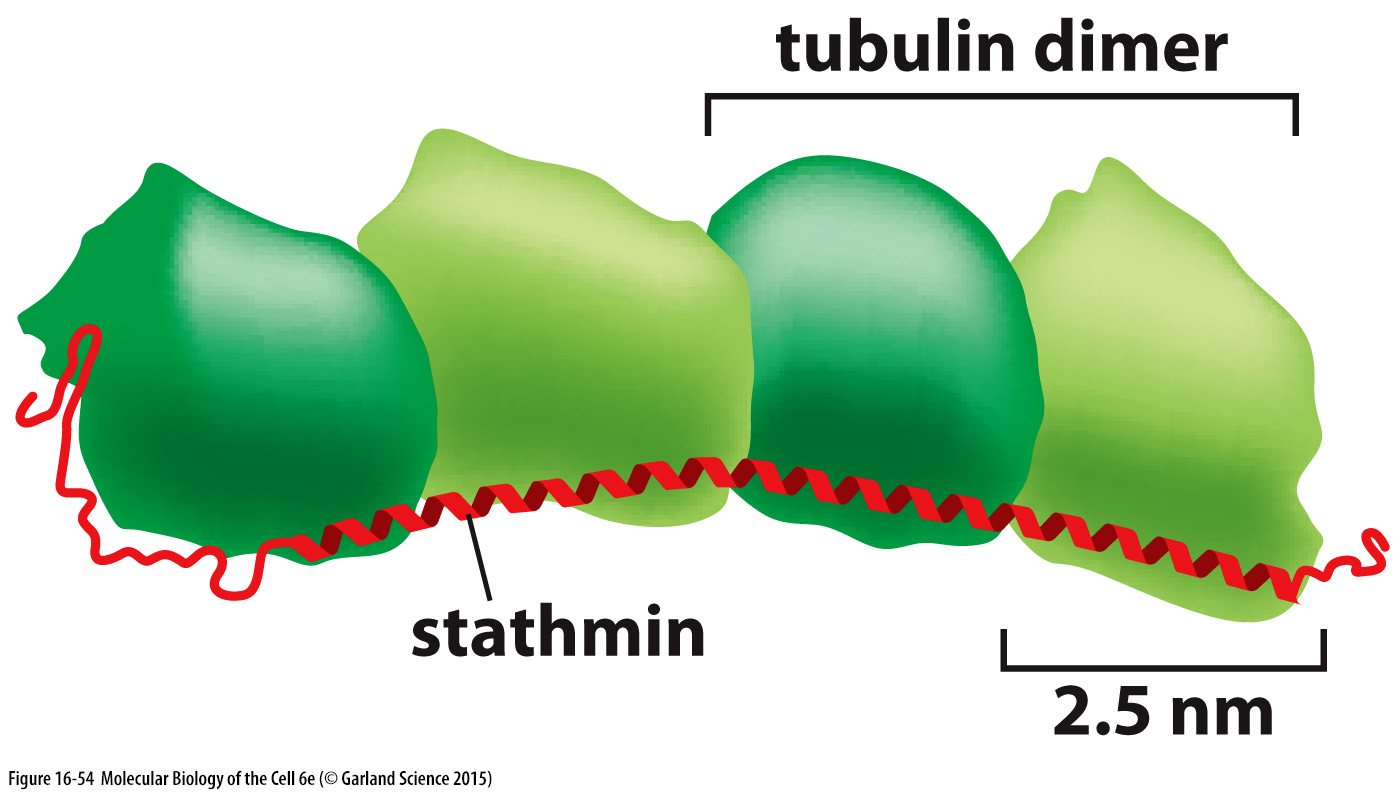 tubulin dimer
stathmin
2.5 nm
Figure 16-54 Molecular Biology of the Cell 6e (© Garland Science 2015)